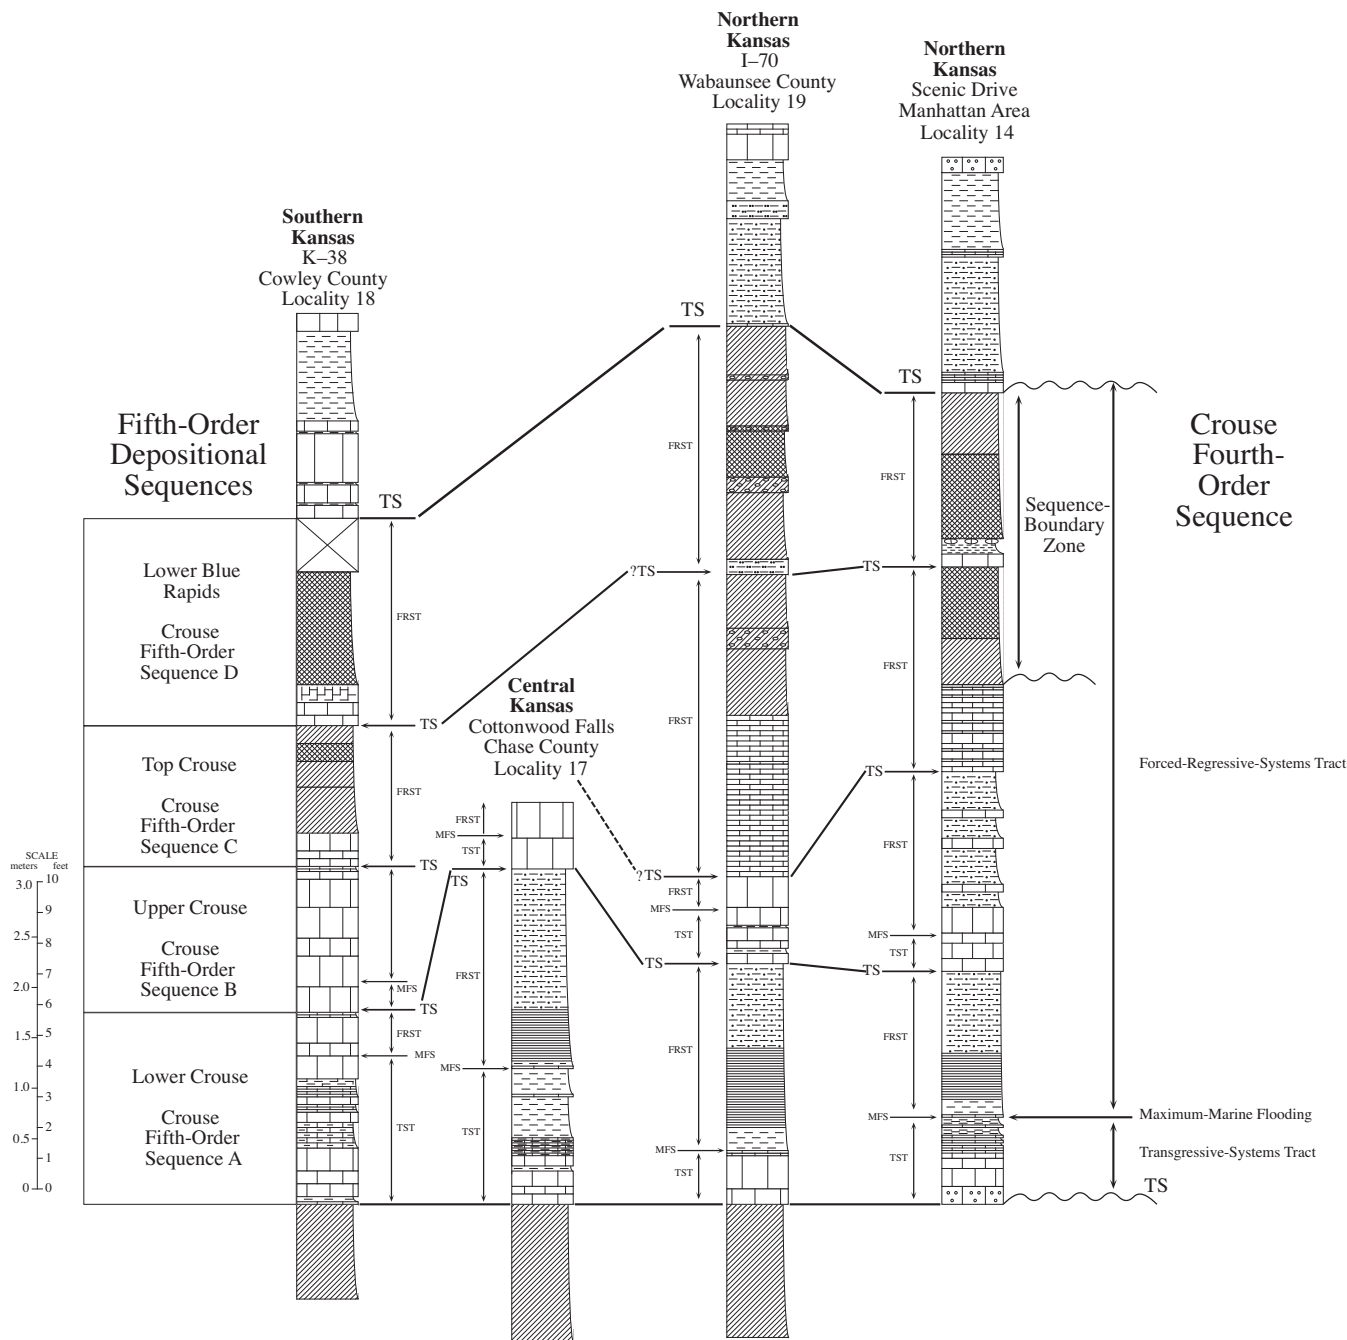 Northern
Kansas
I–70
Wabaunsee County
Locality 19
Northern
Kansas
Scenic Drive
Manhattan Area
Locality 14
Southern
Kansas
K–38
Cowley County
Locality 18
Central
Kansas
Cottonwood Falls
Chase County
Locality 17
Fifth-Order
Depositional
Sequences
Crouse
Fourth-
Order
Sequence
Lower Blue
Rapids
Crouse
Fifth-Order
Sequence D
Top Crouse
Crouse
Fifth-Order
Sequence C
Upper Crouse
Crouse
Fifth-Order
Sequence B
Lower Crouse
Crouse
Fifth-Order
Sequence A
SCALE
meters feet
3.0 10
9
2.5 8
7
2.0 6
1.5 5
4
1.0 3
2
0.5 1
0 0
TS
FRST
TS
FRST
TS
MFS
TS
FRST
MFS
TST
FRST
MFS
TST
TS
FRST
MFS
TST
TS
FRST
?TS
FRST
?TS
FRST
MFS
TST
TS
FRST
MFS
TST
TS
FRST
TS
FRST
TS
FRST
MFS
TST
TS
FRST
MFS
TST
Sequence-
Boundary
Zone
Forced-Regressive-Systems Tract
Maximum-Marine Flooding
Transgressive-Systems Tract
TS